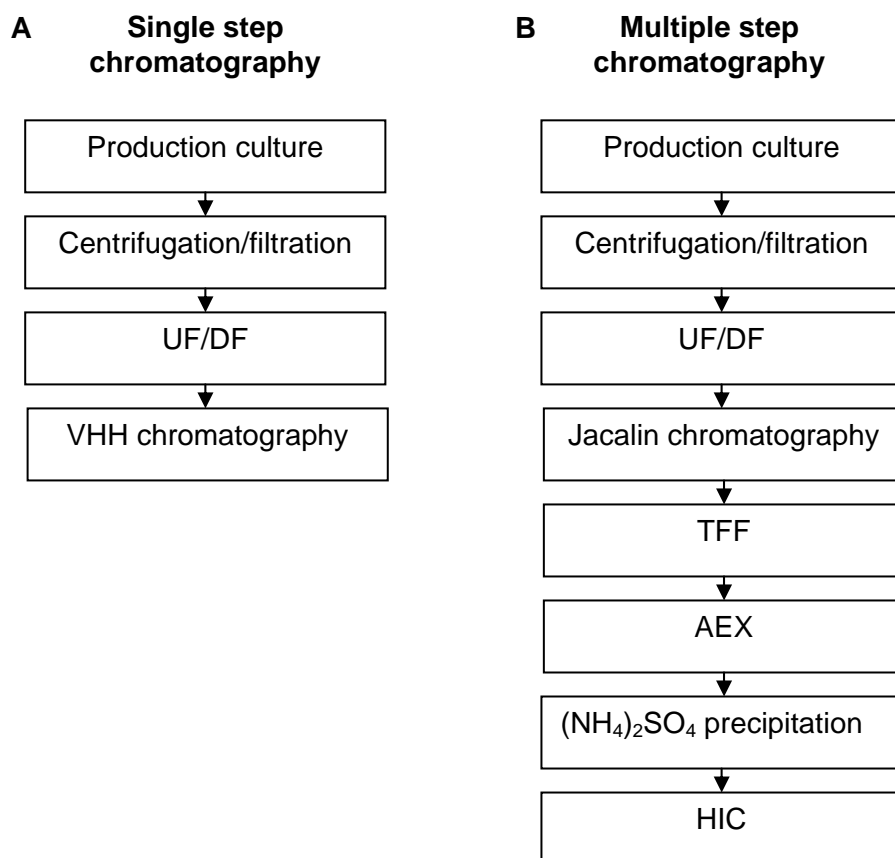 A
Single step
chromatography
Production culture
Centrifugation/filtration
UF/DF
VHH chromatography
B
Multiple step
chromatography
Production culture
Centrifugation/filtration
UF/DF
Jacalin chromatography
TFF
AEX
(NH₄)₂SO₄ precipitation
HIC